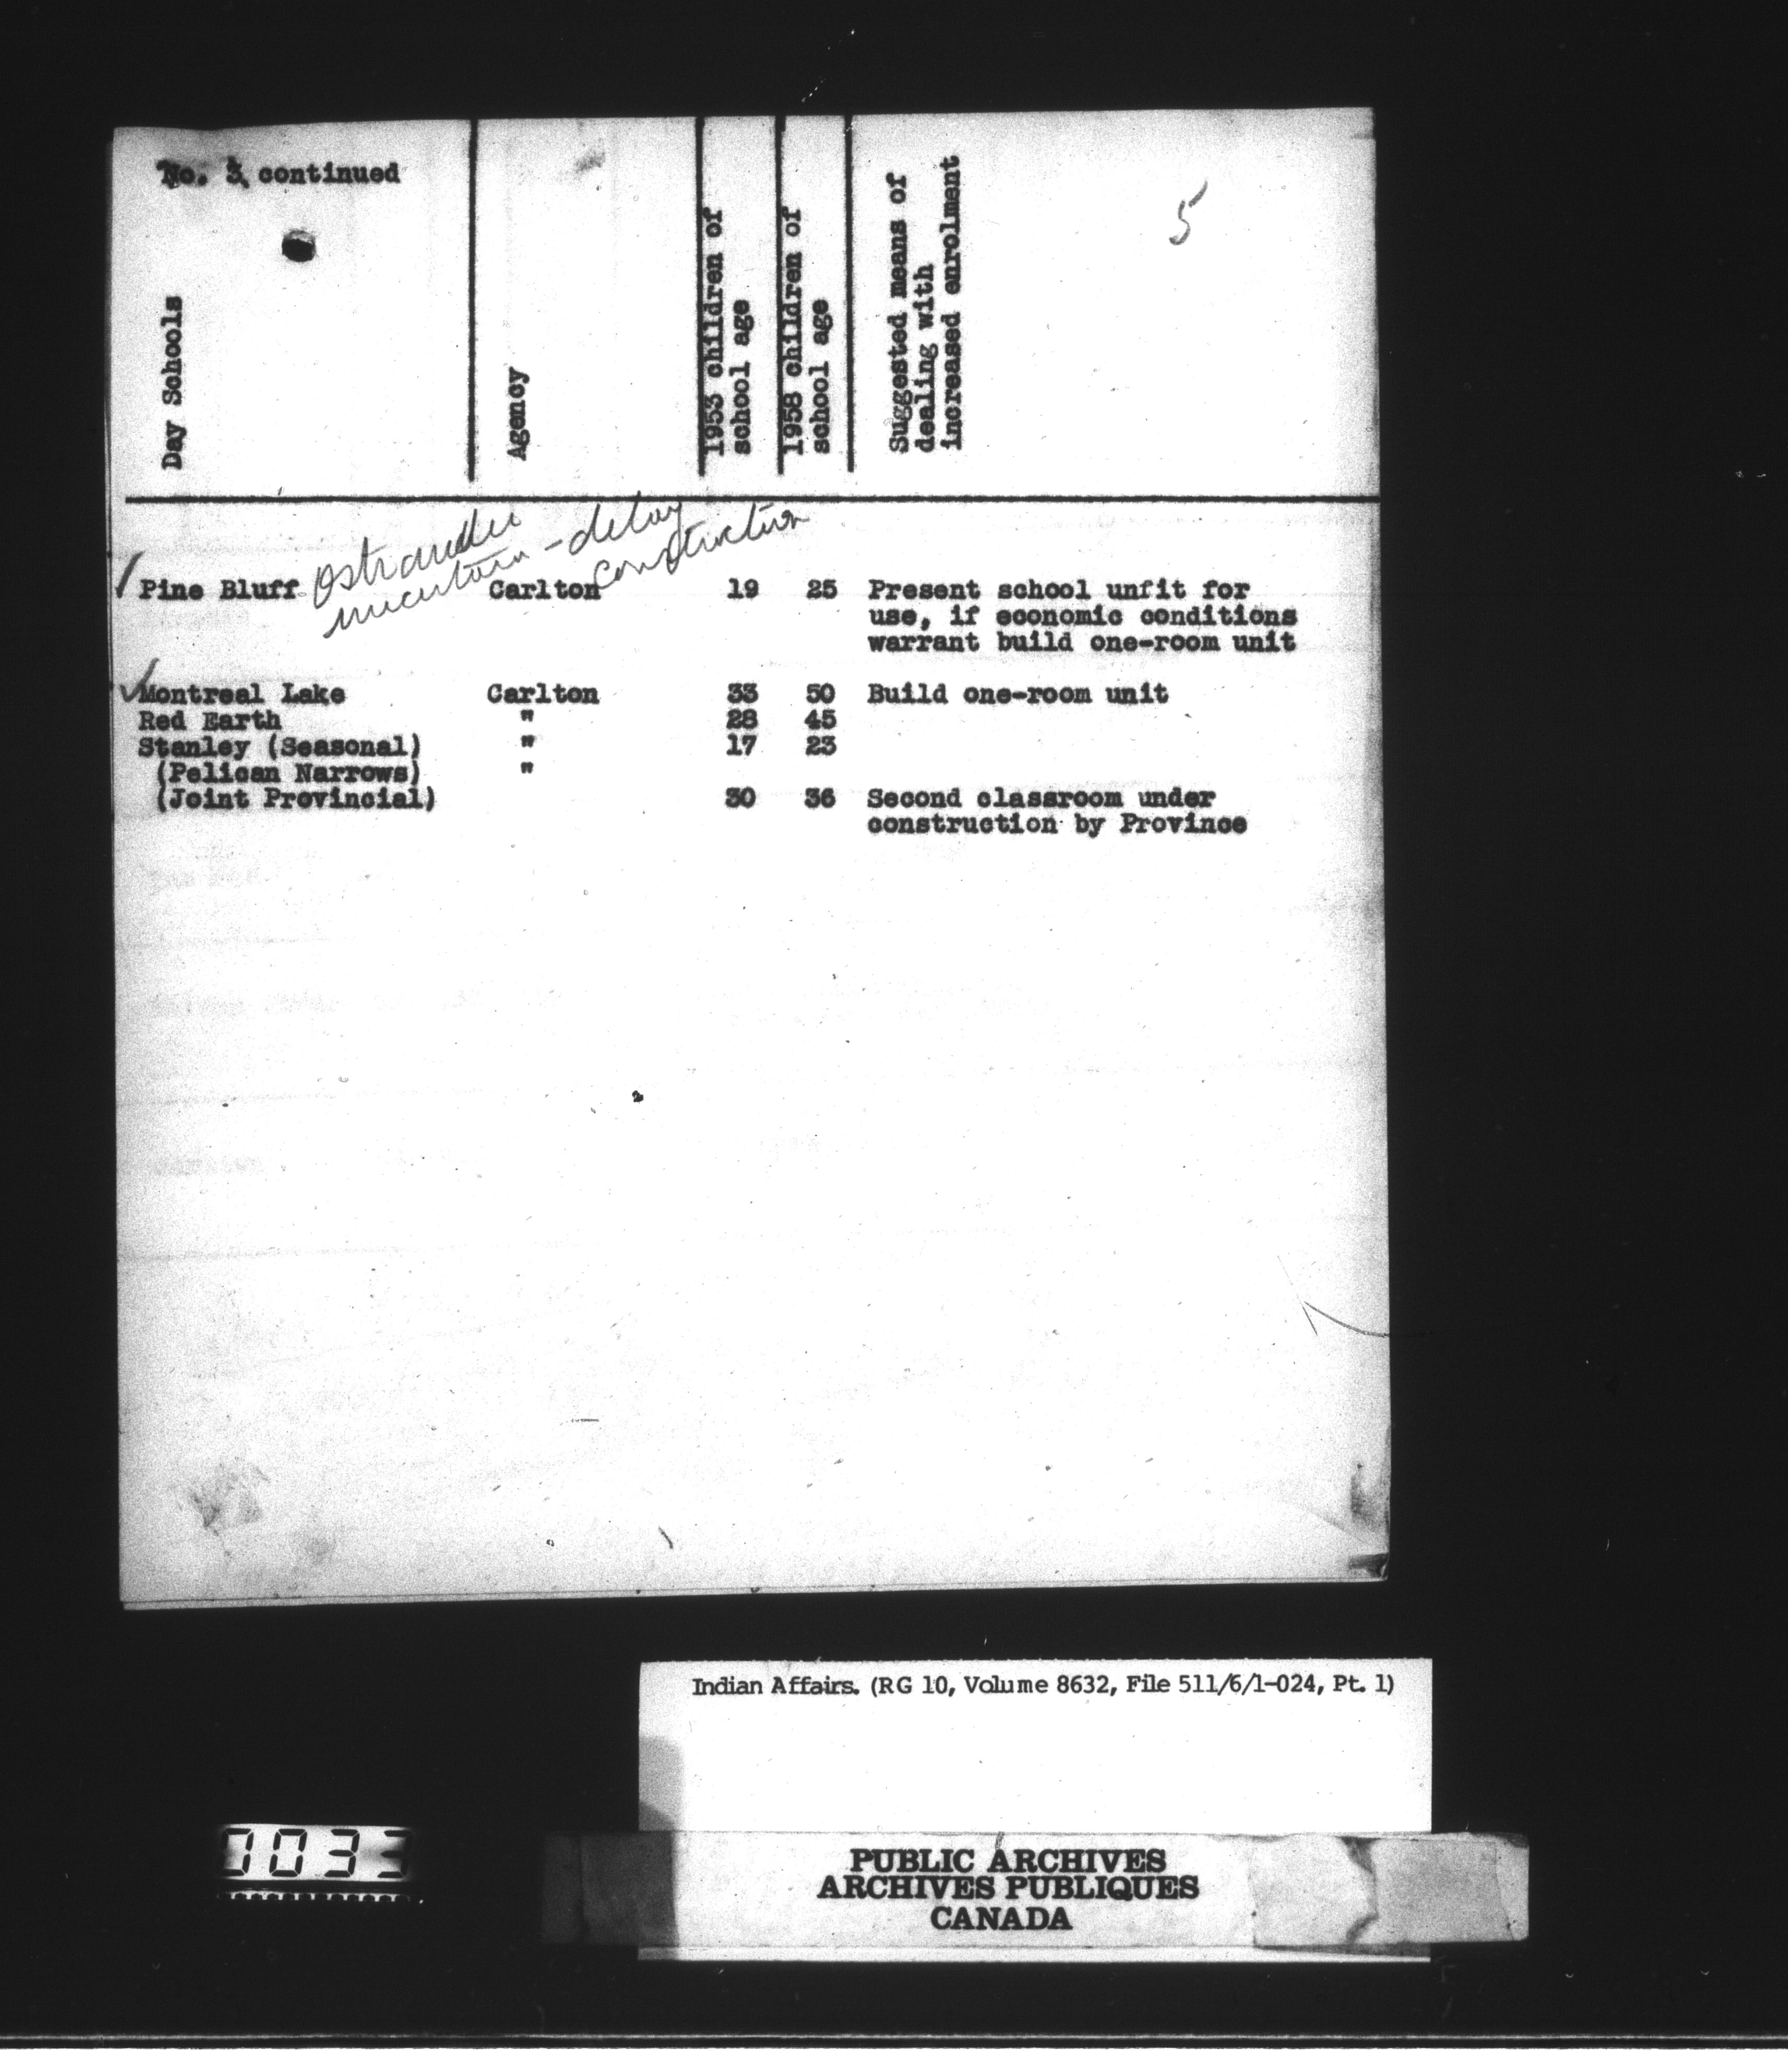 No. 3 continued
5
Day Schools
Agency
1953 children of
school age
1958 children of
school age
Suggested means of
dealing with
increased enrolment
Ostrander
uncertain - delay
construction
Pine Bluff Carlton 19 25 Present school unfit for
use, if economic conditions
warrant build one-room unit
Montreal Lake Carlton 33 50 Build one-room unit
Red Earth " 28 45
Stanley (Seasonal) " 17 23
(Pelican Narrows) "
(Joint Provincial) 30 36 Second classroom under
construction by Province
Indian Affairs. (RG 10, Volume 8632, File 511/6/1-024, Pt. 1)
0033
PUBLIC ARCHIVES
ARCHIVES PUBLIQUES
CANADA